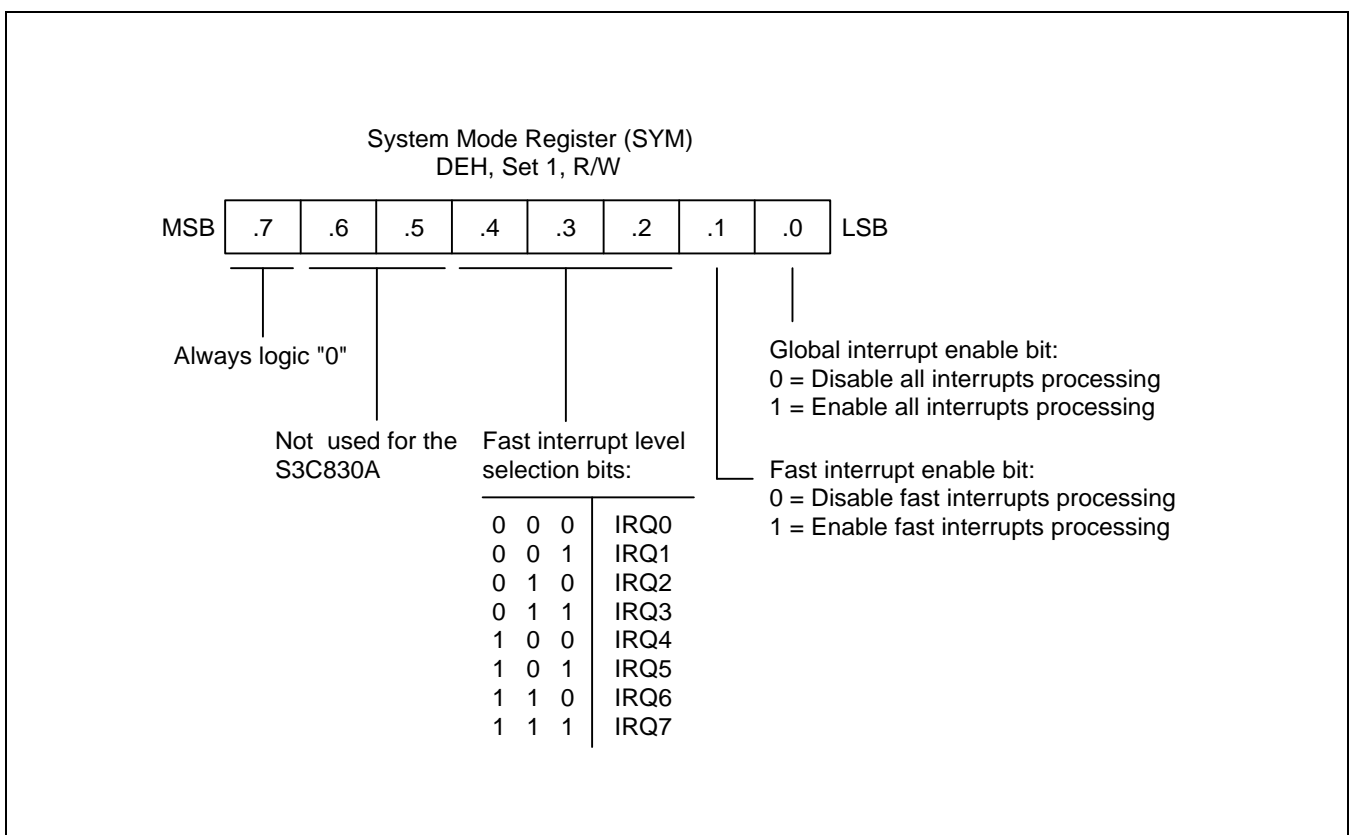 System Mode Register (SYM)
DEH, Set 1, R/W
MSB .7 .6 .5 .4 .3 .2 .1 .0 LSB
Always logic "0"
Not used for the
S3C830A
Fast interrupt level
selection bits:
0 0 0 IRQ0
0 0 1 IRQ1
0 1 0 IRQ2
0 1 1 IRQ3
1 0 0 IRQ4
1 0 1 IRQ5
1 1 0 IRQ6
1 1 1 IRQ7
Global interrupt enable bit:
0 = Disable all interrupts processing
1 = Enable all interrupts processing
Fast interrupt enable bit:
0 = Disable fast interrupts processing
1 = Enable fast interrupts processing